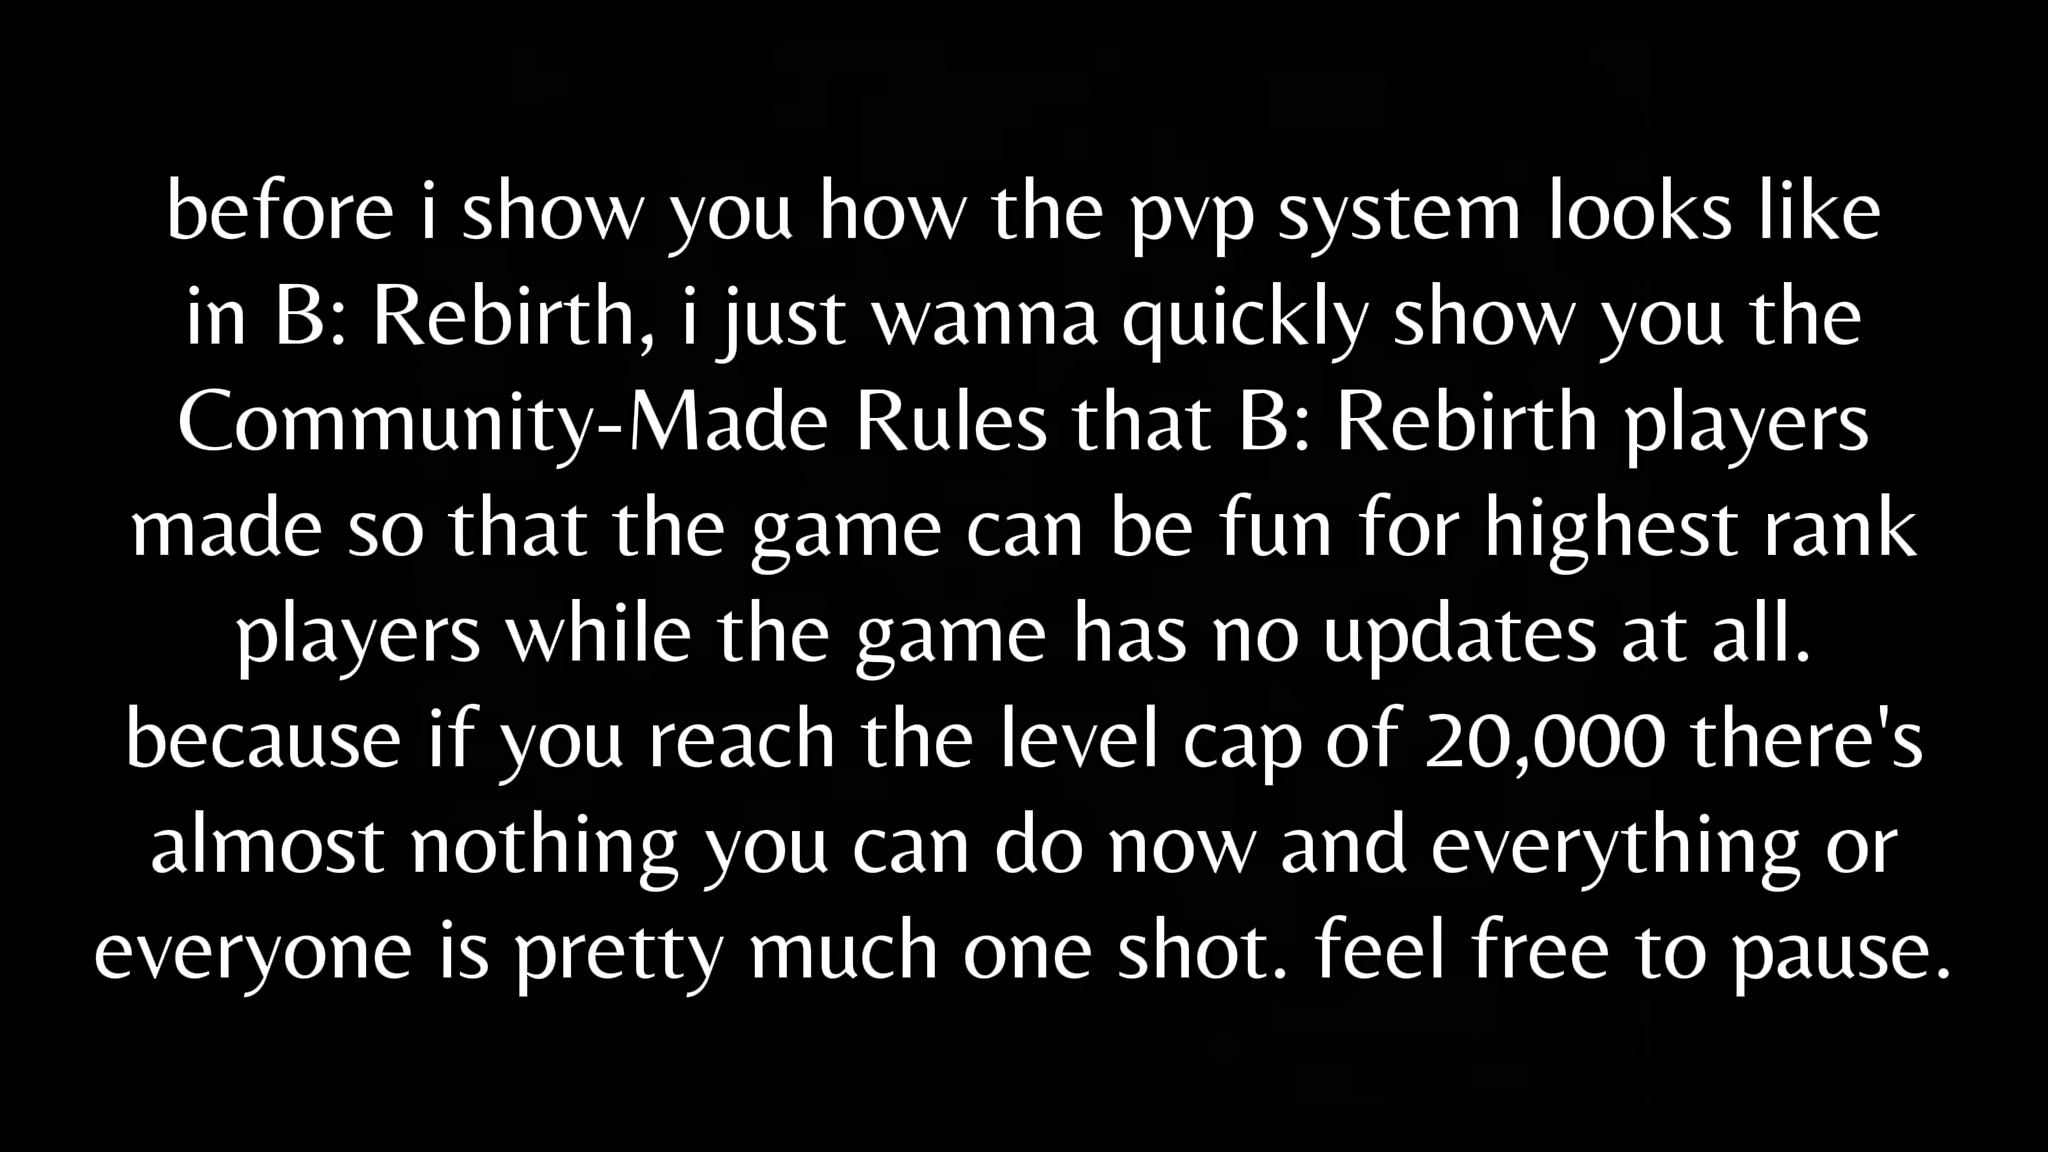 before i show you how the pvp system looks like
in B: Rebirth, i just wanna quickly show you the
Community-Made Rules that B: Rebirth players
made so that the game can be fun for highest rank
players while the game has no updates at all.
because if you reach the level cap of 20,000 there's
almost nothing you can do now and everything or
everyone is pretty much one shot. feel free to pause.